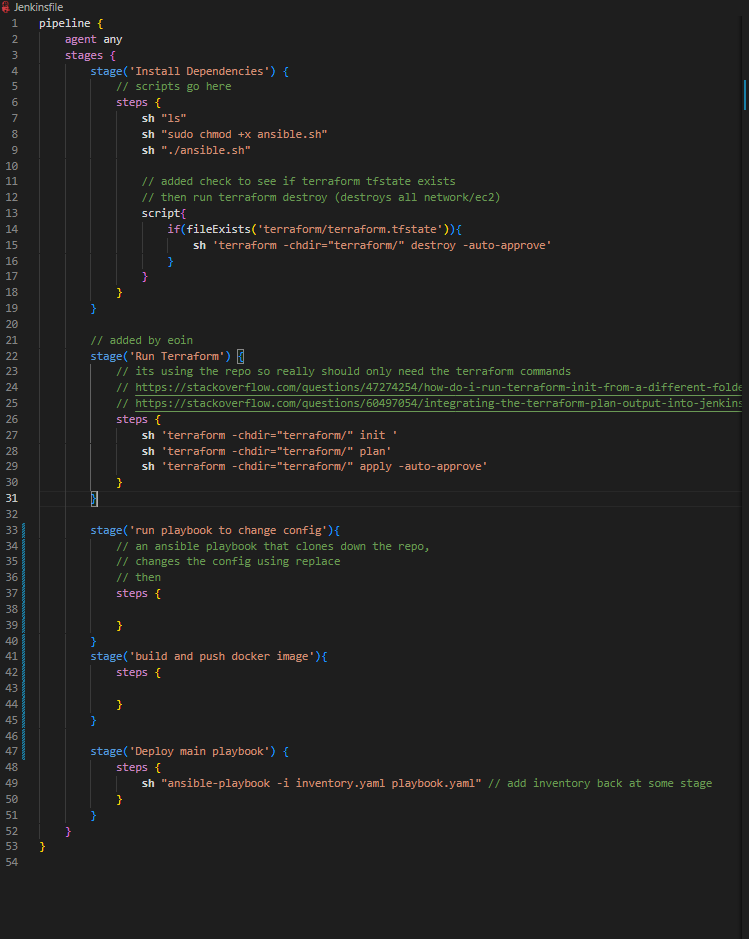 Jenkinsfile
1 pipeline {
2 agent any
3 stages {
4 stage('Install Dependencies') {
5 // scripts go here
6 steps {
7 sh "ls"
8 sh "sudo chmod +x ansible.sh"
9 sh "./ansible.sh"
10
11 // added check to see if terraform tfstate exists
12 // then run terraform destroy (destroys all network/ec2)
13 script{
14 if(fileExists('terraform/terraform.tfstate')){
15 sh 'terraform -chdir="terraform/" destroy -auto-approve'
16 }
17 }
18 }
19 }
20
21 // added by eoin
22 stage('Run Terraform') {
23 // its using the repo so really should only need the terraform commands
24 // https://stackoverflow.com/questions/47274254/how-do-i-run-terraform-init-from-a-different-folde
25 // https://stackoverflow.com/questions/60497054/integrating-the-terraform-plan-output-into-jenkins
26 steps {
27 sh 'terraform -chdir="terraform/" init '
28 sh 'terraform -chdir="terraform/" plan'
29 sh 'terraform -chdir="terraform/" apply -auto-approve'
30 }
31 }
32
33 stage('run playbook to change config'){
34 // an ansible playbook that clones down the repo,
35 // changes the config using replace
36 // then
37 steps {
38
39 }
40 }
41 stage('build and push docker image'){
42 steps {
43
44 }
45 }
46
47 stage('Deploy main playbook') {
48 steps {
49 sh "ansible-playbook -i inventory.yaml playbook.yaml" // add inventory back at some stage
50 }
51 }
52 }
53 }
54